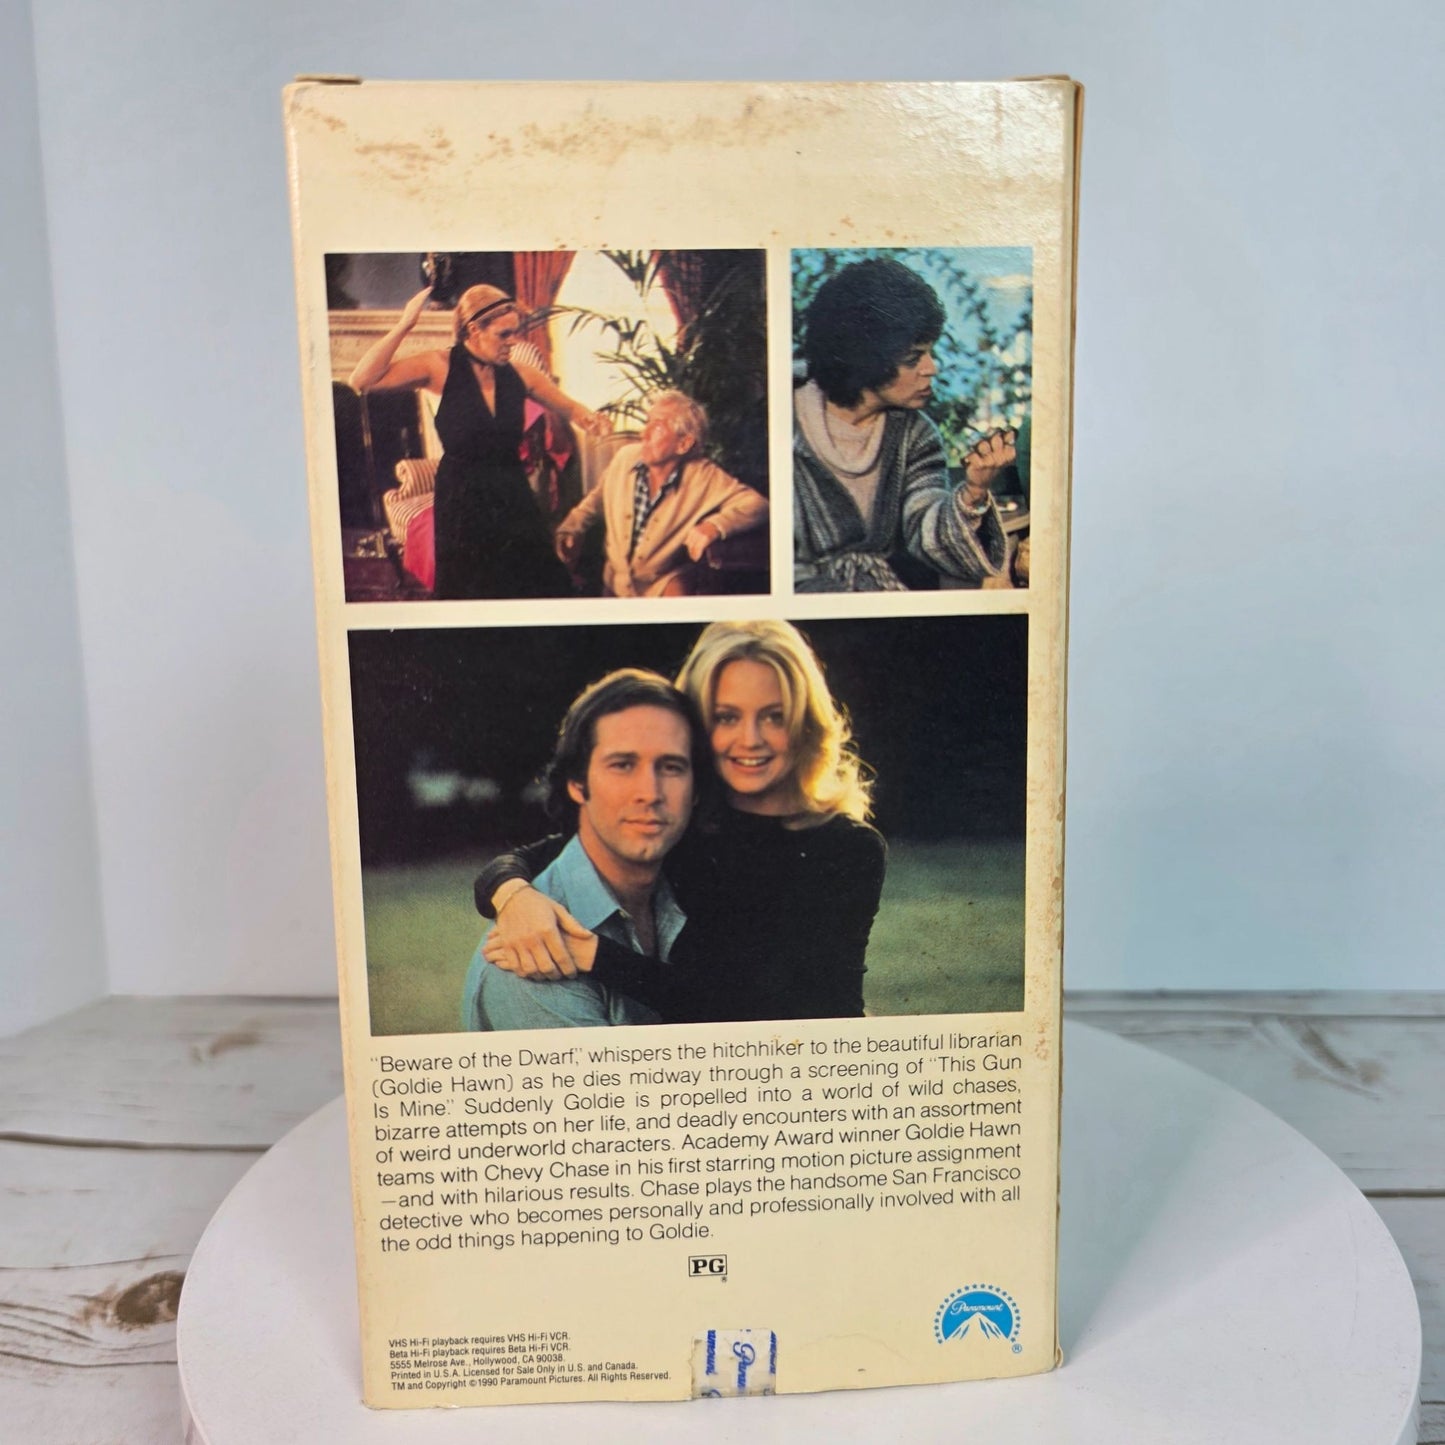 "Beware of the Dwarf," whispers the hitchhiker to the beautiful librarian
(Goldie Hawn) as he dies midway through a screening of "This Gun
Is Mine." Suddenly Goldie is propelled into a world of wild chases,
bizarre attempts on her life, and deadly encounters with an assortment
of weird underworld characters. Academy Award winner Goldie Hawn
teams with Chevy Chase in his first starring motion picture assignment
—and with hilarious results. Chase plays the handsome San Francisco
detective who becomes personally and professionally involved with all
the odd things happening to Goldie.
PG
®
Paramount
®
VHS Hi-Fi playback requires VHS Hi-Fi VCR.
Beta Hi-Fi playback requires Beta Hi-Fi VCR.
5555 Melrose Ave., Hollywood, CA 90038.
Printed in U.S.A. Licensed for Sale Only in U.S. and Canada.
TM and Copyright ©1990 Paramount Pictures. All Rights Reserved.